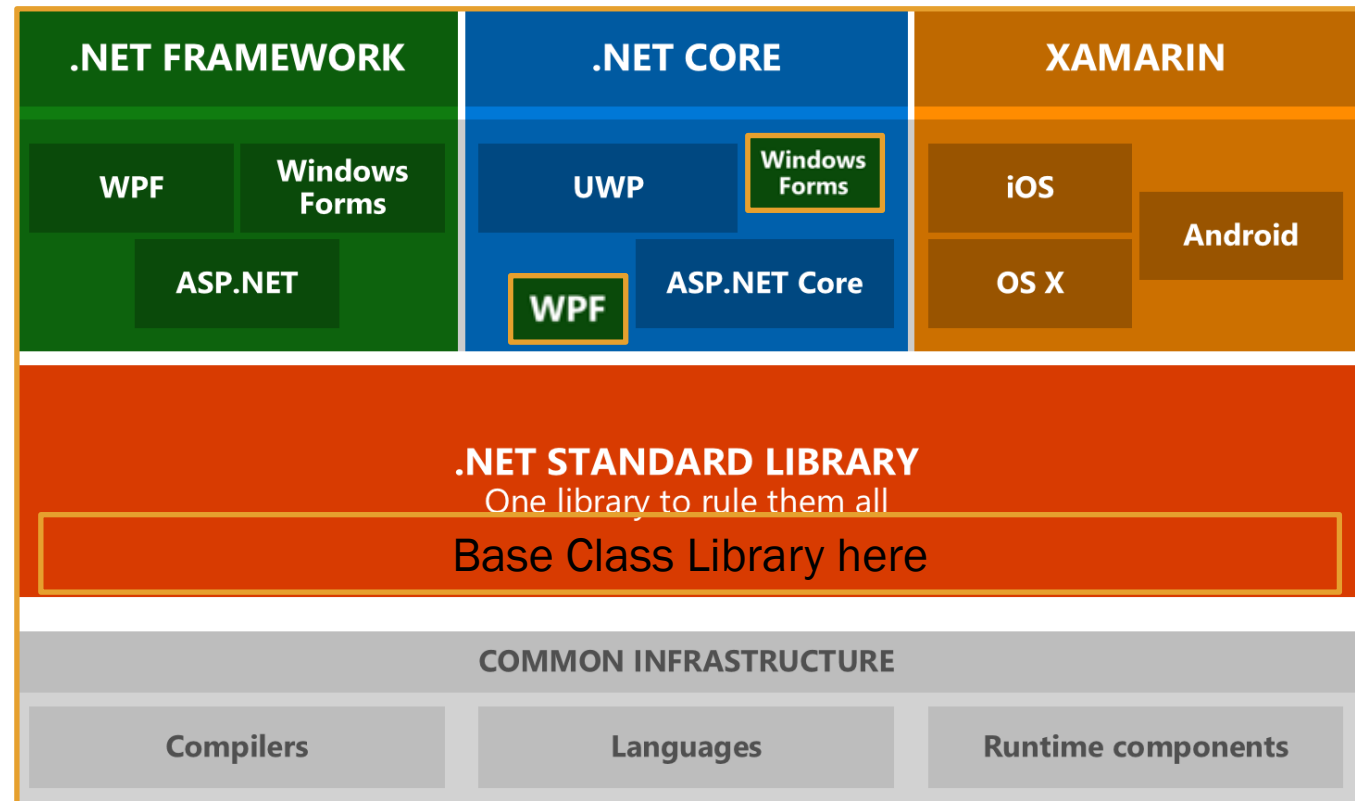 .NET FRAMEWORK
WPF
Windows
Forms
ASP.NET
.NET CORE
UWP
Windows
Forms
WPF
ASP.NET Core
XAMARIN
iOS
Android
OS X
.NET STANDARD LIBRARY
One library to rule them all
Base Class Library here
COMMON INFRASTRUCTURE
Compilers
Languages
Runtime components